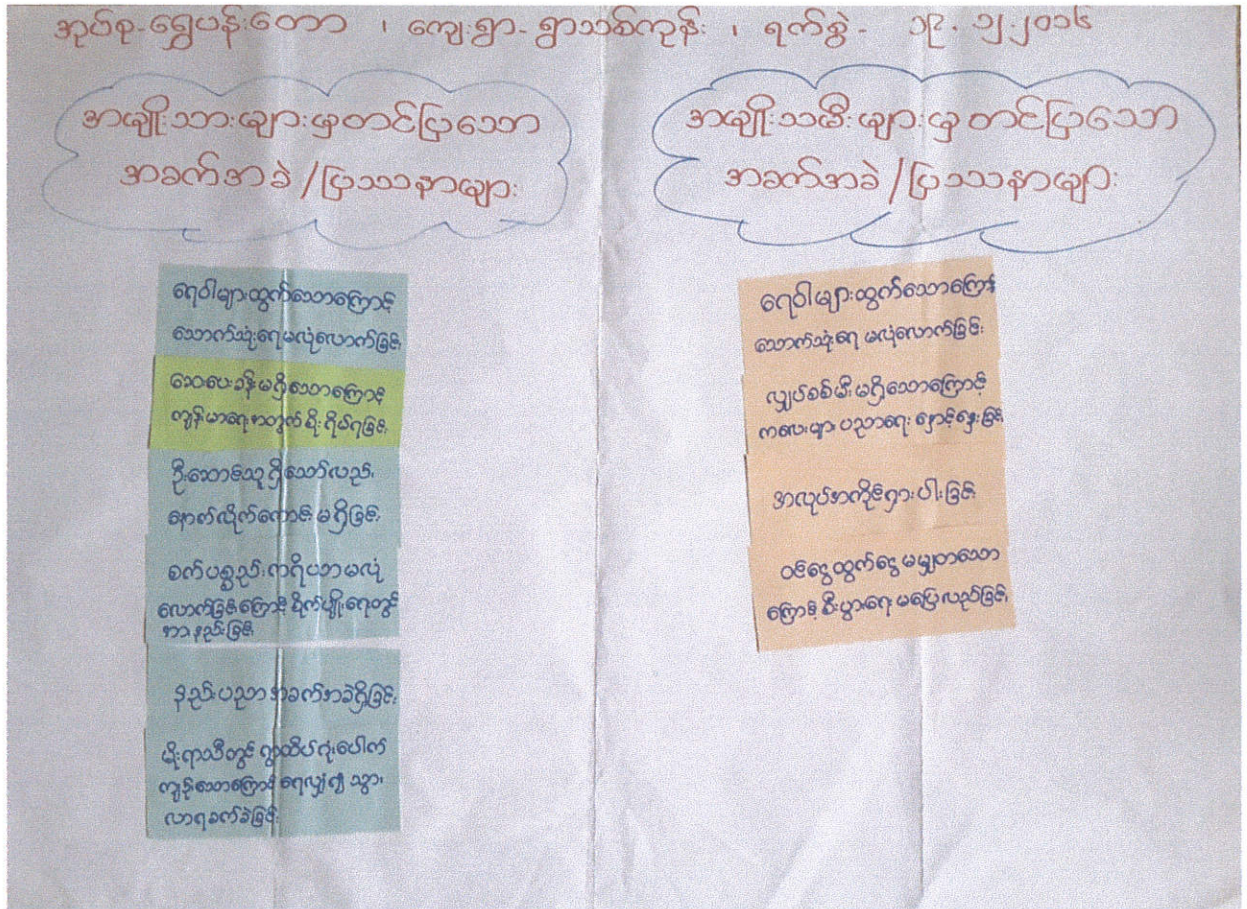 အုပ်စု-ရွှေပန်းတော ၊ ကျေးရွာ-ရွာသစ်ကုန်း ၊ ရက်စွဲ - ၁၉.၁၂.၂၀၁၆
အမျိုးသားများမှတင်ပြသော
အခက်အခဲ/ပြဿနာများ
ရေဝါများထွက်သောကြောင့်
သောက်သုံးရေမလုံလောက်ခြင်း
ဆေးပေးခန်းမရှိသောကြောင့်
ကျန်းမာရေးအတွက်စိုးရိမ်ရခြင်း
ဦးဆောင်သူရှိသော်လည်း
နောက်လိုက်ကောင်းမရှိခြင်း
စက်ပစ္စည်းကရိယာမလုံ
လောက်ခြင်းကြောင့်စိုက်ပျိုးရေတွင်
အားနည်းခြင်း
နည်းပညာအခက်အခဲရှိခြင်း
မိုးရာသီတွင်ရွာထိပ်ဂုံးပေါက်
ကျဉ်းသောကြောင့်ရေလျှံ၍သွား
လာရခက်ခဲခြင်း
အမျိုးသမီးများမှတင်ပြသော
အခက်အခဲ/ပြဿနာများ
ရေဝါများထွက်သောကြောင့်
သောက်သုံးရေ မလုံလောက်ခြင်း
လျှပ်စစ်မီးမရှိသောကြောင့်
ကလေးများပညာရေးနှောင့်နှေးခြင်း
အလုပ်အကိုင်ရှားပါးခြင်း
ဝင်ငွေထွက်ငွေမမျှတသော
ကြောင့်စီးပွားရေးမပြေလည်ခြင်း